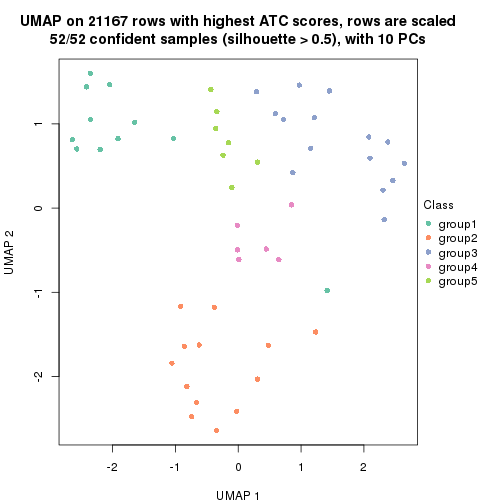 UMAP on 21167 rows with highest ATC scores, rows are scaled
52/52 confident samples (silhouette > 0.5), with 10 PCs
1
0
-1
-2
UMAP 2
-2
-1
0
1
2
UMAP 1
Class
group1
group2
group3
group4
group5